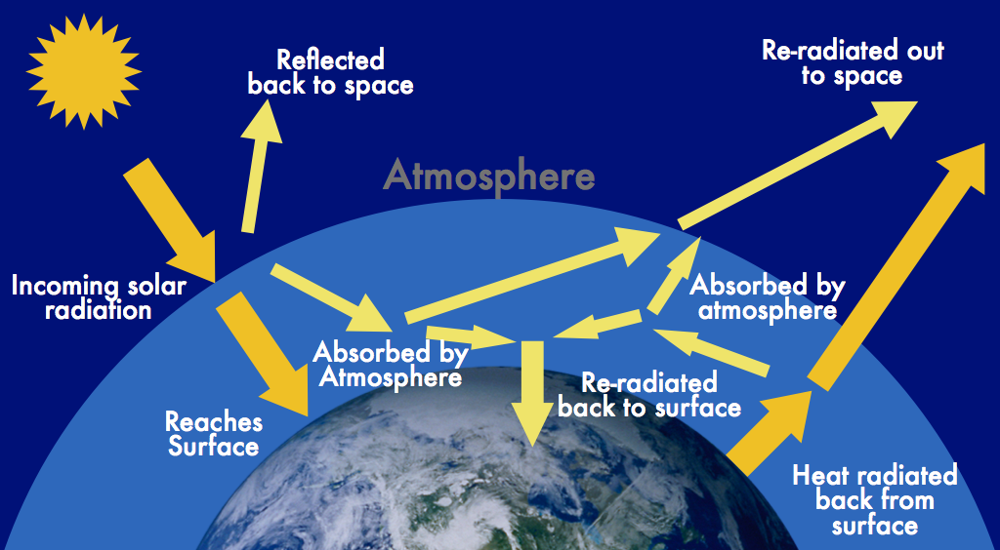 Reflected
back to space
Re-radiated out
to space
Atmosphere
Incoming solar
radiation
Absorbed by
atmosphere
Absorbed by
Atmosphere
Re-radiated
back to surface
Reaches
Surface
Heat radiated
back from
surface